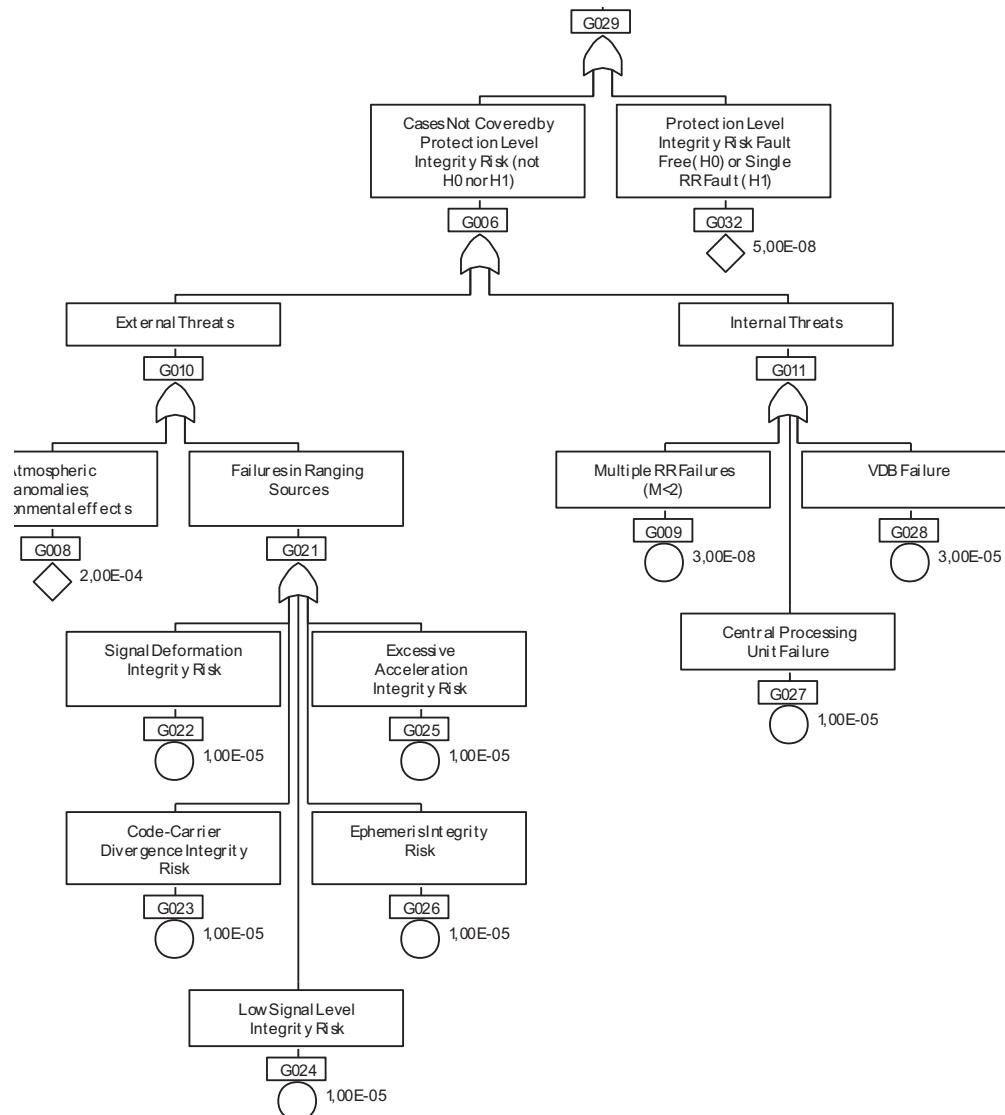 G029
Cases Not Covered by
Protection Level
Integrity Risk (not
H0 nor H1)
G006
Protection Level
Integrity Risk Fault
Free (H0) or Single
RR Fault (H1)
G032
5,00E-08
External Threats
G010
Internal Threats
G011
Atmospheric
anomalies;
onmental effects
G008
2,00E-04
Failures in Ranging
Sources
G021
Multiple RR Failures
(M<2)
G009
3,00E-08
VDB Failure
G028
3,00E-05
Central Processing
Unit Failure
G027
1,00E-05
Signal Deformation
Integrity Risk
G022
1,00E-05
Excessive
Acceleration
Integrity Risk
G025
1,00E-05
Code-Carrier
Divergence Integrity
Risk
G023
1,00E-05
Ephemeris Integrity
Risk
G026
1,00E-05
Low Signal Level
Integrity Risk
G024
1,00E-05